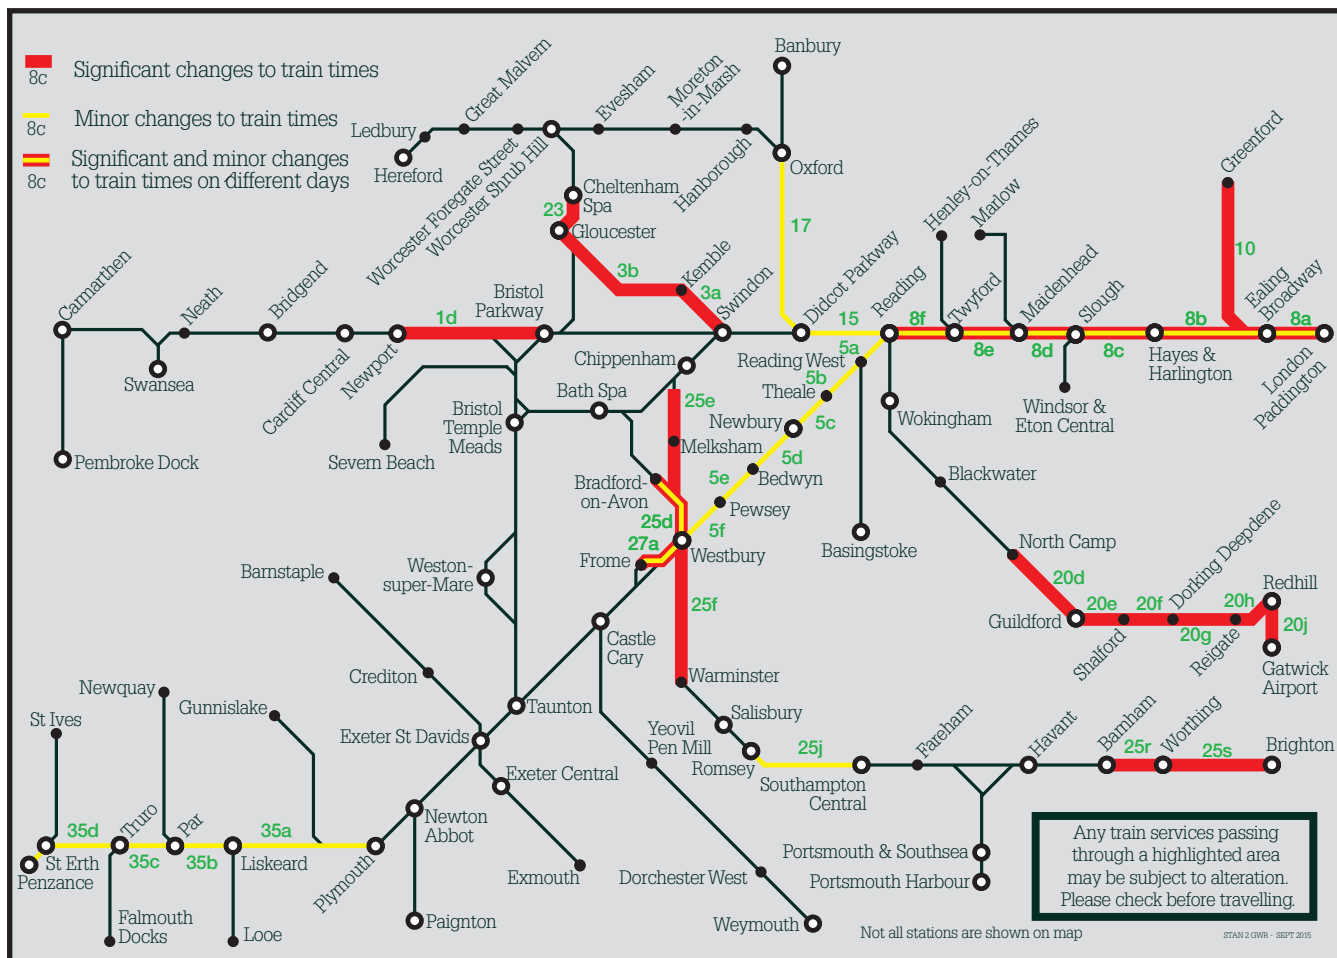 8c
Significant changes to train times
8c
Minor changes to train times
8c
Significant and minor changes
to train times on different days
Banbury
Great Malvern
Evesham
Moreton
-in-Marsh
Ledbury
Hereford
Worcester Foregate Street
Worcester Shrub Hill
Hanborough
Oxford
Henley-on-Thames
Marlow
Greenford
Cheltenham
Spa
23
Gloucester
17
10
3b
Kemble
3a
Swindon
Didcot Parkway
Reading
Twyford
Maidenhead
Slough
Ealing
Broadway
Carmarthen
Neath
Bridgend
Bristol
Parkway
1d
15
8f
8b
8a
Swansea
Cardiff Central
Newport
Chippenham
Reading West
5a
8e
8d
8c
Hayes &
Harlington
London
Paddington
Bath Spa
25e
Theale
5b
Windsor &
Eton Central
Wokingham
Bristol
Temple
Meads
Newbury
5c
Melksham
5d
Pembroke Dock
Severn Beach
Bradford-
on-Avon
5e
Bedwyn
Blackwater
Pewsey
25d
5f
27a
Westbury
Basingstoke
North Camp
Frome
Weston-
super-Mare
Barnstaple
25f
20d
Dorking Deepdene
Redhill
20e
20f
20h
Guildford
Castle
Cary
20g
20j
Shalford
Reigate
Gatwick
Airport
Crediton
Warminster
Newquay
Gunnislake
St Ives
Taunton
Salisbury
Yeovil
Pen Mill
Romsey
25j
Fareham
Havant
Barnham
Worthing
25r
25s
Brighton
Exeter St Davids
Exeter Central
Southampton
Central
Newton
Abbot
35d
Truro
Par
35a
35c
35b
St Erth
Penzance
Liskeard
Plymouth
Exmouth
Dorchester West
Portsmouth & Southsea
Portsmouth Harbour
Falmouth
Docks
Looe
Paignton
Weymouth
Any train services passing
through a highlighted area
may be subject to alteration.
Please check before travelling.
Not all stations are shown on map
STAN 2 GWR - SEPT 2015